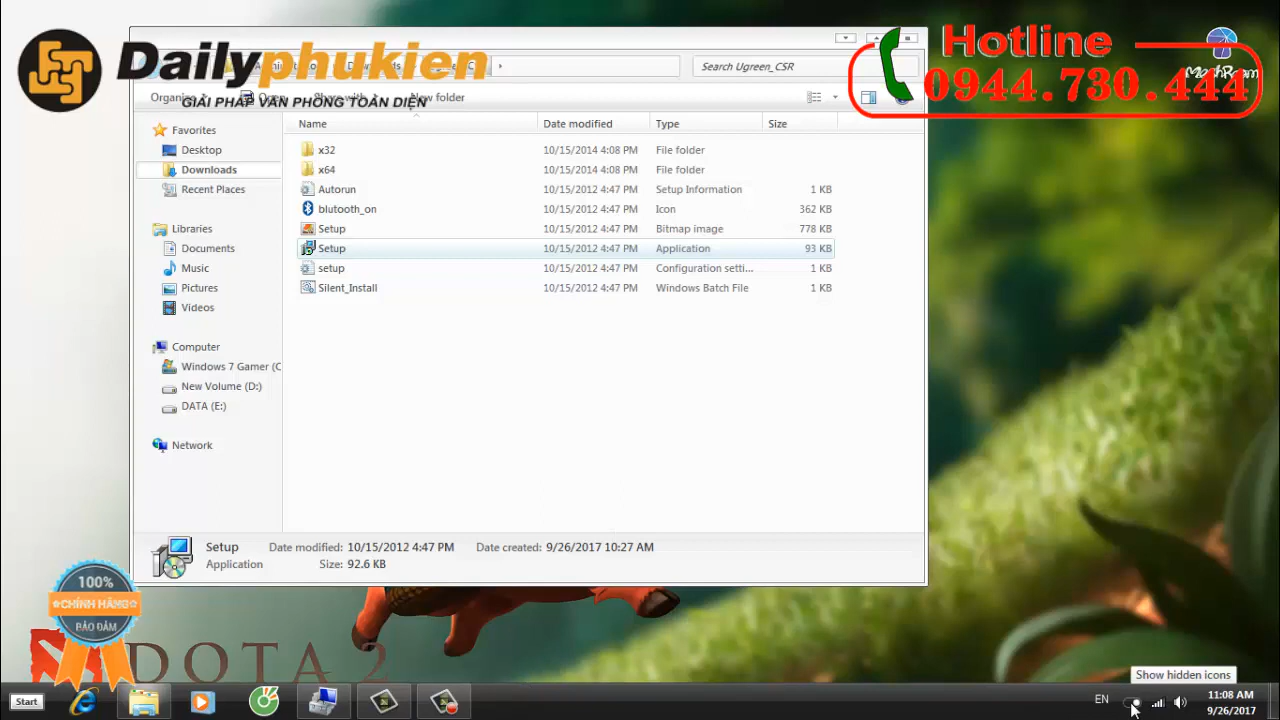 Dailyphukien
GIẢI PHÁP VĂN PHÒNG TOÀN DIỆN
Hotline
0944.730.444
Search Ugreen_CSR
New folder
Name Date modified Type Size
x32 10/15/2014 4:08 PM File folder
x64 10/15/2014 4:08 PM File folder
Autorun 10/15/2012 4:47 PM Setup Information 1 KB
blutooth_on 10/15/2012 4:47 PM Icon 362 KB
Setup 10/15/2012 4:47 PM Bitmap image 778 KB
Setup 10/15/2012 4:47 PM Application 93 KB
setup 10/15/2012 4:47 PM Configuration setti... 1 KB
Silent_Install 10/15/2012 4:47 PM Windows Batch File 1 KB
Favorites
Desktop
Downloads
Recent Places
Libraries
Documents
Music
Pictures
Videos
Computer
Windows 7 Gamer (C
New Volume (D:)
DATA (E:)
Network
Setup Date modified: 10/15/2012 4:47 PM Date created: 9/26/2017 10:27 AM
Application Size: 92.6 KB
100%
CHÍNH HÃNG
BẢO ĐẢM
DOTA 2
Show hidden icons
Start
EN
11:08 AM
9/26/2017